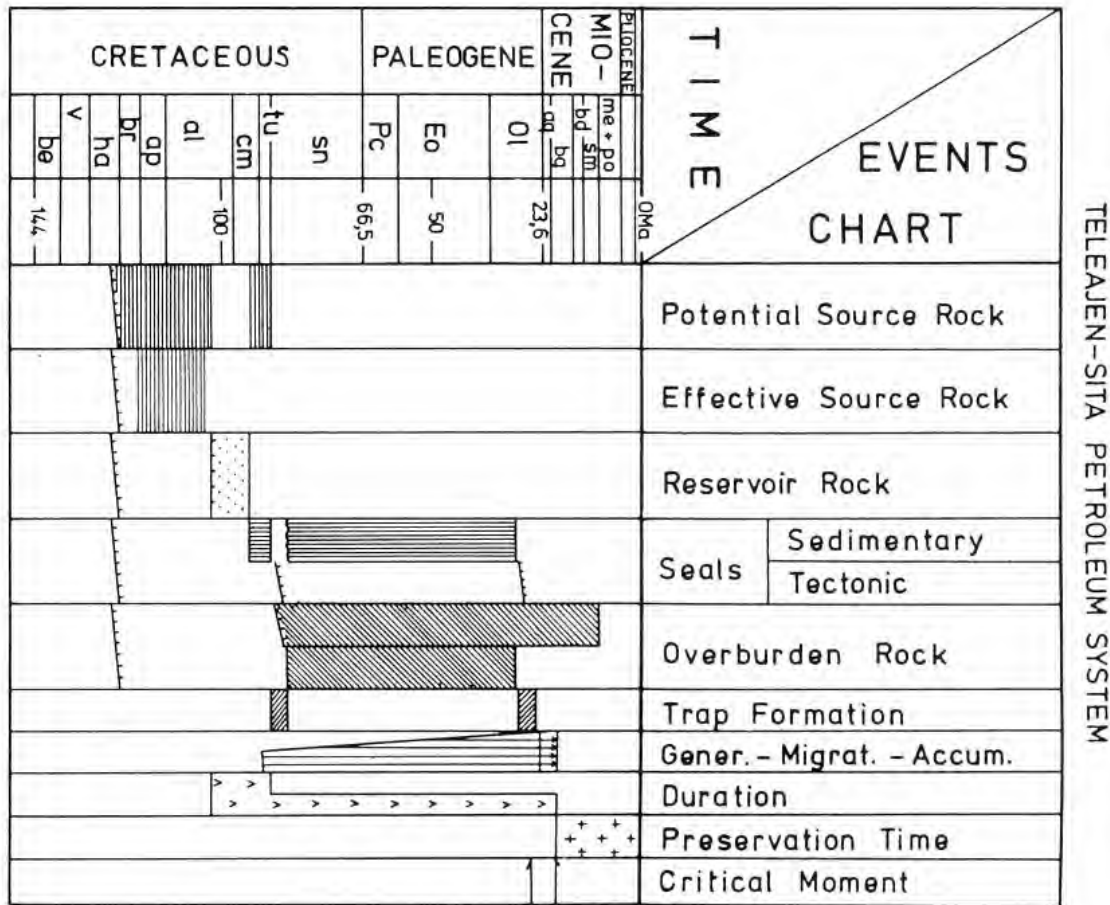 CRETACEOUS
PALEOGENE
MIO-
CENE
PLIOCENE
be
v
ha
br
ap
al
cm
tu
sn
Pc
Eo
Ol
aq
bg
bd
sm
me + po
144
100
66,5
50
23,6
0Ma
TIME
EVENTS
CHART
Potential Source Rock
Effective Source Rock
Reservoir Rock
Seals
Sedimentary
Tectonic
Overburden Rock
Trap Formation
Gener. - Migrat. - Accum.
Duration
Preservation Time
Critical Moment
TELEAJEN-SITA PETROLEUM SYSTEM